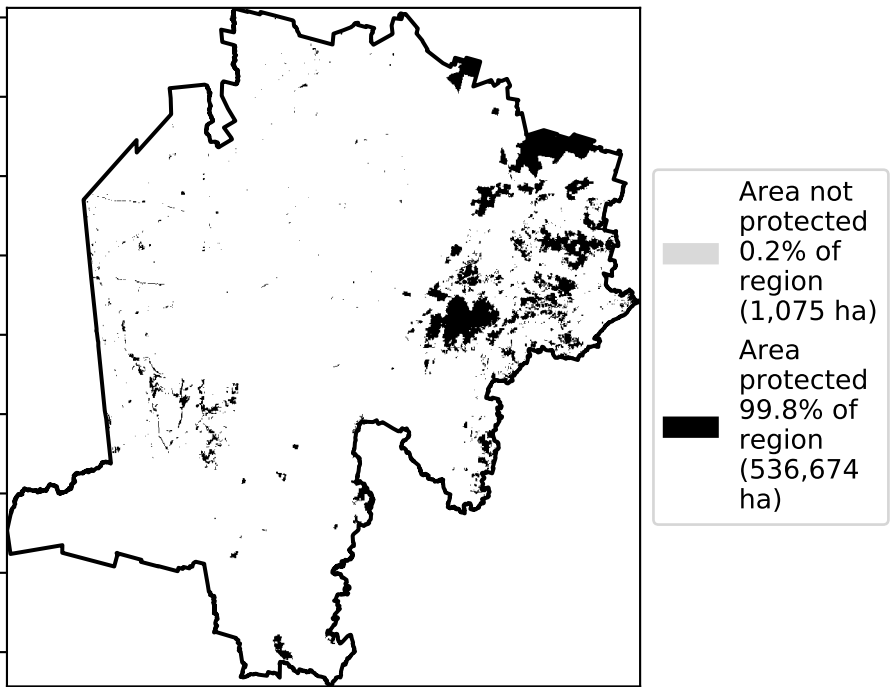 Area not
protected
0.2% of
region
(1,075 ha)
Area
protected
99.8% of
region
(536,674
ha)